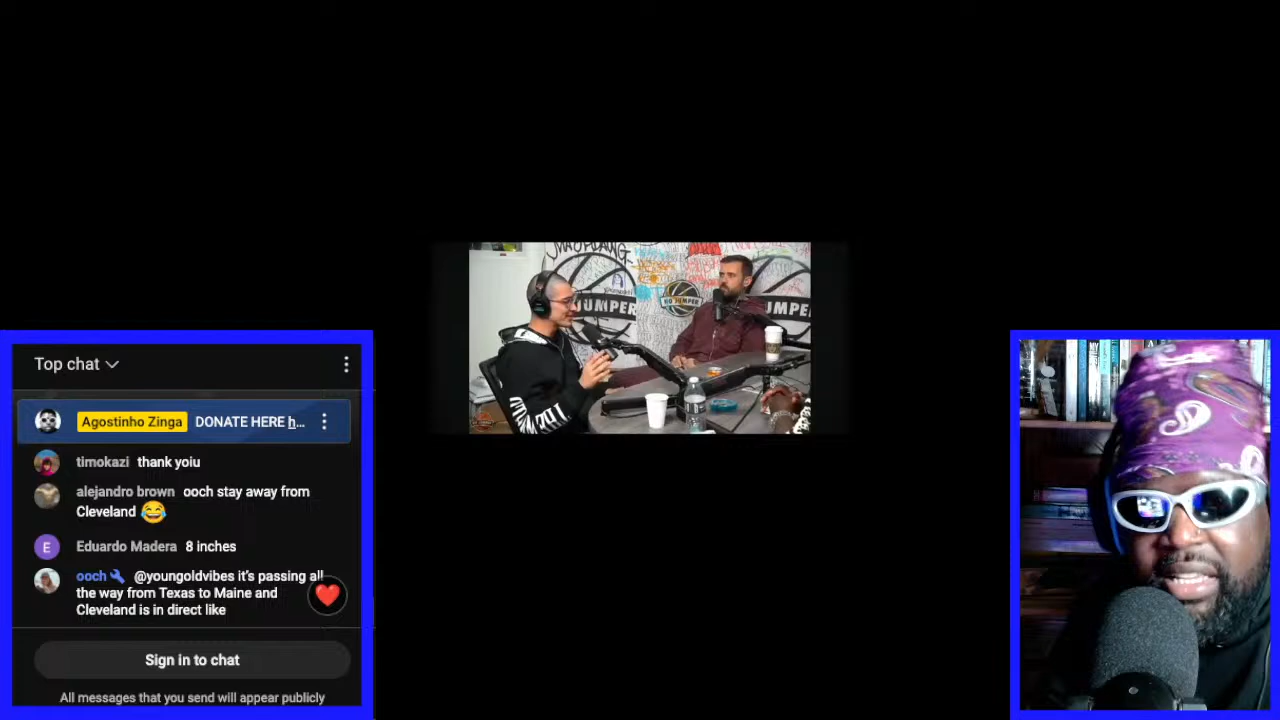 NO JUMPER
JUMPER
JUMPE
Top chat
Agostinho Zinga DONATE HERE h...
timokazi thank yoiu
alejandro brown ooch stay away from
Cleveland 😂
E
Eduardo Madera 8 inches
ooch @youngoldvibes it's passing all
the way from Texas to Maine and
Cleveland is in direct like
Sign in to chat
All messages that you send will appear publicly